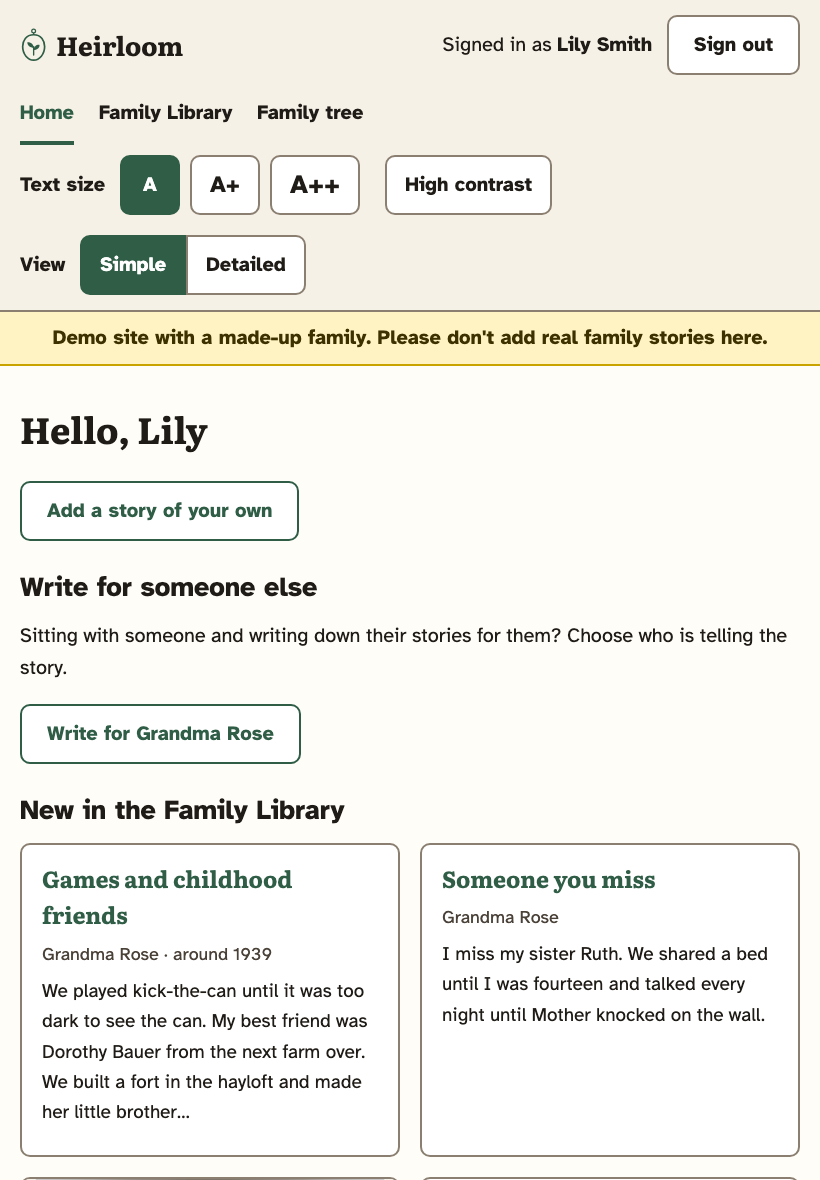 Heirloom
Signed in as Lily Smith
Sign out
Home
Family Library
Family tree
Text size
A
A+
A++
High contrast
View
Simple
Detailed
Demo site with a made-up family. Please don't add real family stories here.
Hello, Lily
Add a story of your own
Write for someone else
Sitting with someone and writing down their stories for them? Choose who is telling the
story.
Write for Grandma Rose
New in the Family Library
Games and childhood
friends
Grandma Rose · around 1939
We played kick-the-can until it was too
dark to see the can. My best friend was
Dorothy Bauer from the next farm over.
We built a fort in the hayloft and made
her little brother...
Someone you miss
Grandma Rose
I miss my sister Ruth. We shared a bed
until I was fourteen and talked every
night until Mother knocked on the wall.